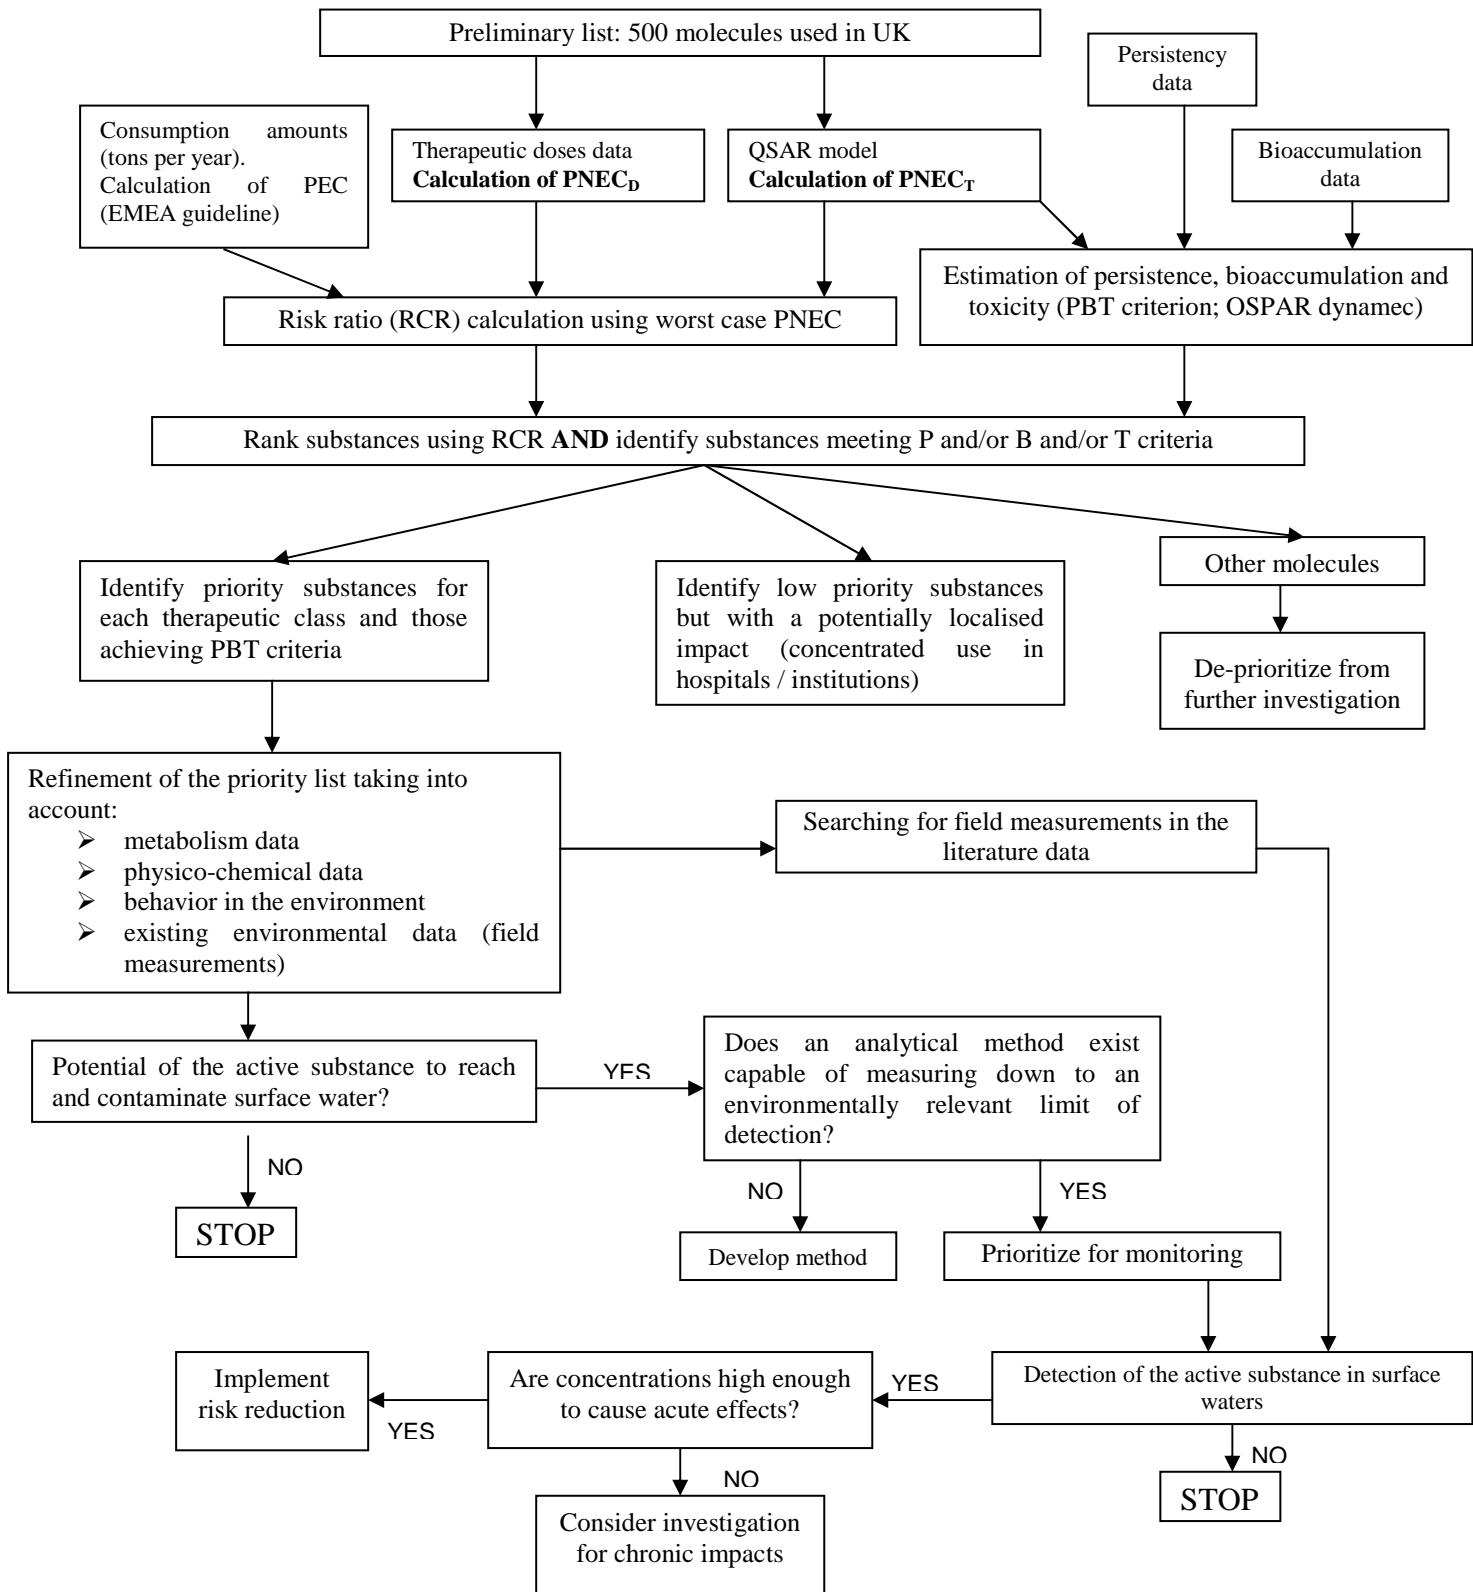 Preliminary list: 500 molecules used in UK
Persistency
data
Consumption amounts
(tons per year).
Calculation of PEC
(EMEA guideline)
Therapeutic doses data
Calculation of PNECD
QSAR model
Calculation of PNECT
Bioaccumulation
data
Estimation of persistence, bioaccumulation and
toxicity (PBT criterion; OSPAR dynamec)
Risk ratio (RCR) calculation using worst case PNEC
Rank substances using RCR AND identify substances meeting P and/or B and/or T criteria
Identify priority substances for
each therapeutic class and those
achieving PBT criteria
Identify low priority substances
but with a potentially localised
impact (concentrated use in
hospitals / institutions)
Other molecules
De-prioritize from
further investigation
Refinement of the priority list taking into
account:
➢ metabolism data
➢ physico-chemical data
➢ behavior in the environment
➢ existing environmental data (field
measurements)
Searching for field measurements in the
literature data
Potential of the active substance to reach
and contaminate surface water?
YES
Does an analytical method exist
capable of measuring down to an
environmentally relevant limit of
detection?
NO
STOP
NO
YES
Develop method
Prioritize for monitoring
Detection of the active substance in surface
waters
YES
Are concentrations high enough
to cause acute effects?
YES
Implement
risk reduction
NO
STOP
NO
Consider investigation
for chronic impacts